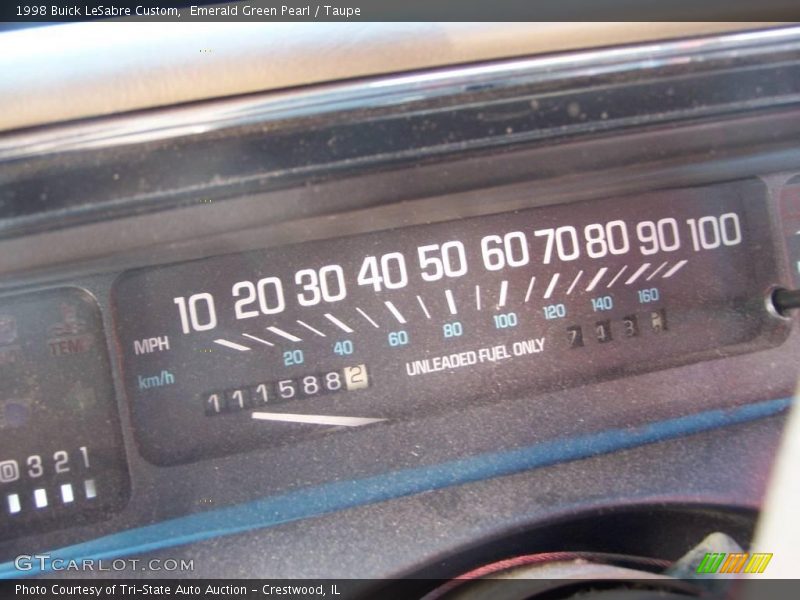 1998 Buick LeSabre Custom, Emerald Green Pearl / Taupe
10 20 30 40 50 60 70 80 90 100
MPH
20 40 60 80 100 120 140 160
km/h
UNLEADED FUEL ONLY
1115882
TEMP
D 3 2 1
GTCARLOT.COM
Photo Courtesy of Tri-State Auto Auction – Crestwood, IL